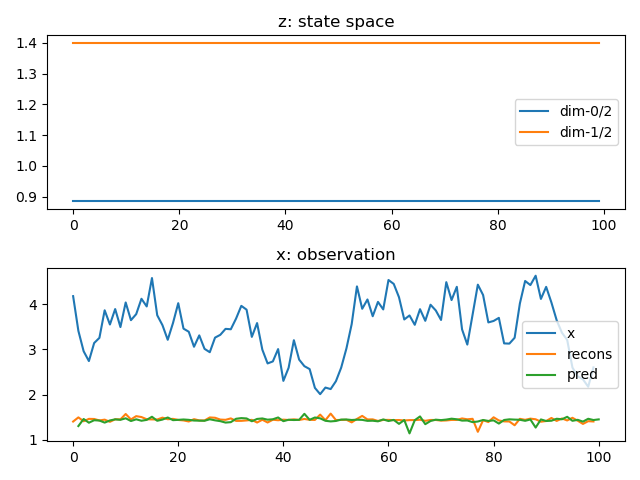 z: state space
1.4
1.3
1.2
1.1
1.0
0.9
dim-0/2
dim-1/2
0 20 40 60 80 100
x: observation
4
3
2
1
x
recons
pred
0 20 40 60 80 100